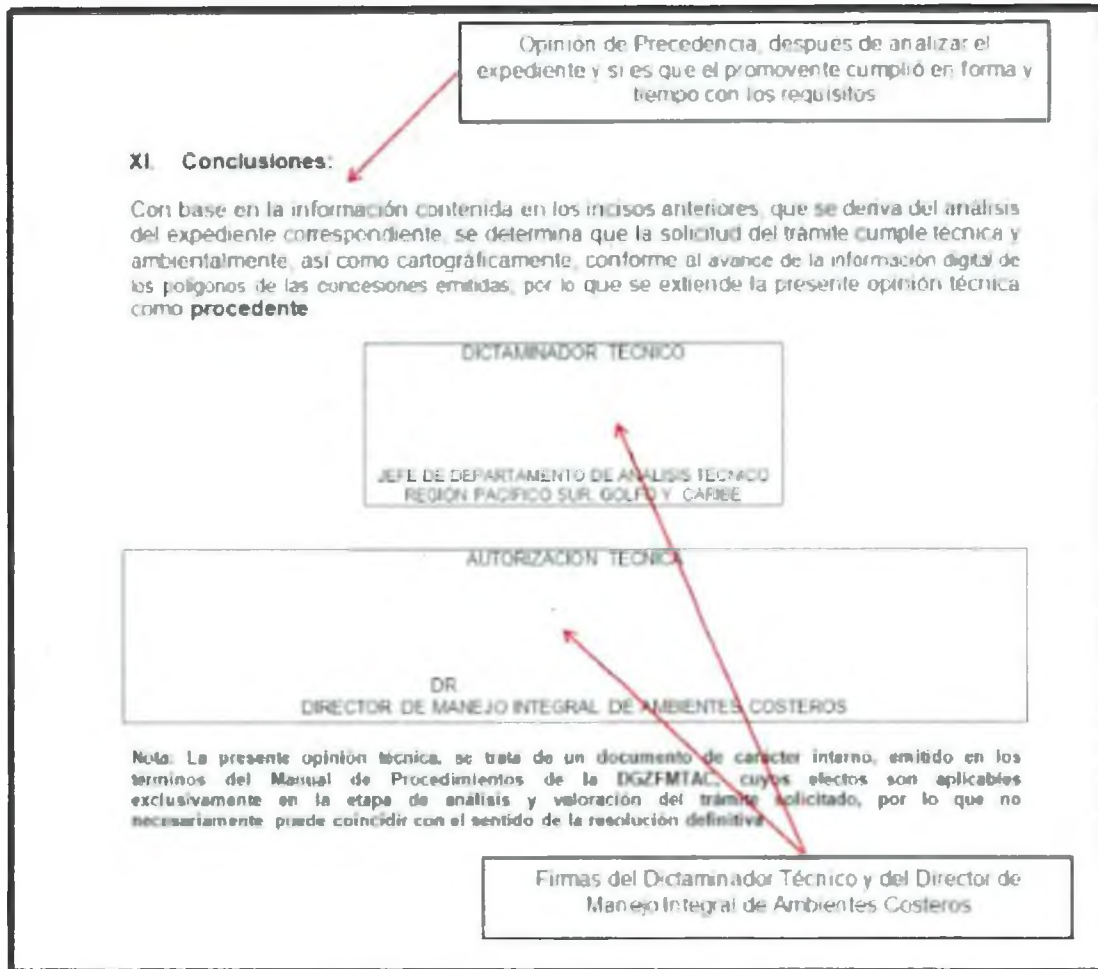 Opinión de Precedencia, después de analizar el
expediente y si es que el promovente cumplió en forma y
tiempo con los requisitos
XI. Conclusiones:
Con base en la información contenida en los incisos anteriores, que se deriva del análisis
del expediente correspondiente, se determina que la solicitud del trámite cumple técnica y
ambientalmente, así como cartográficamente, conforme al avance de la información digital de
los polígonos de las concesiones emitidas, por lo que se extiende la presente opinión técnica
como procedente
DICTAMINADOR TECNICO
JEFE DE DEPARTAMENTO DE ANALISIS TECNICO
REGIÓN PACIFICO SUR, GOLFO Y CARIBE
AUTORIZACION TECNICA
DR
DIRECTOR DE MANEJO INTEGRAL DE AMBIENTES COSTEROS
Nota: La presente opinión técnica, se trata de un documento de carácter interno, emitido en los
terminos del Manual de Procedimientos de la DGZFMTAC, cuyos efectos son aplicables
exclusivamente en la etapa de análisis y valoración del trámite solicitado, por lo que no
necesariamente puede coincidir con el sentido de la resolución definitiva
Firmas del Dictaminador Técnico y del Director de
Manejo Integral de Ambientes Costeros